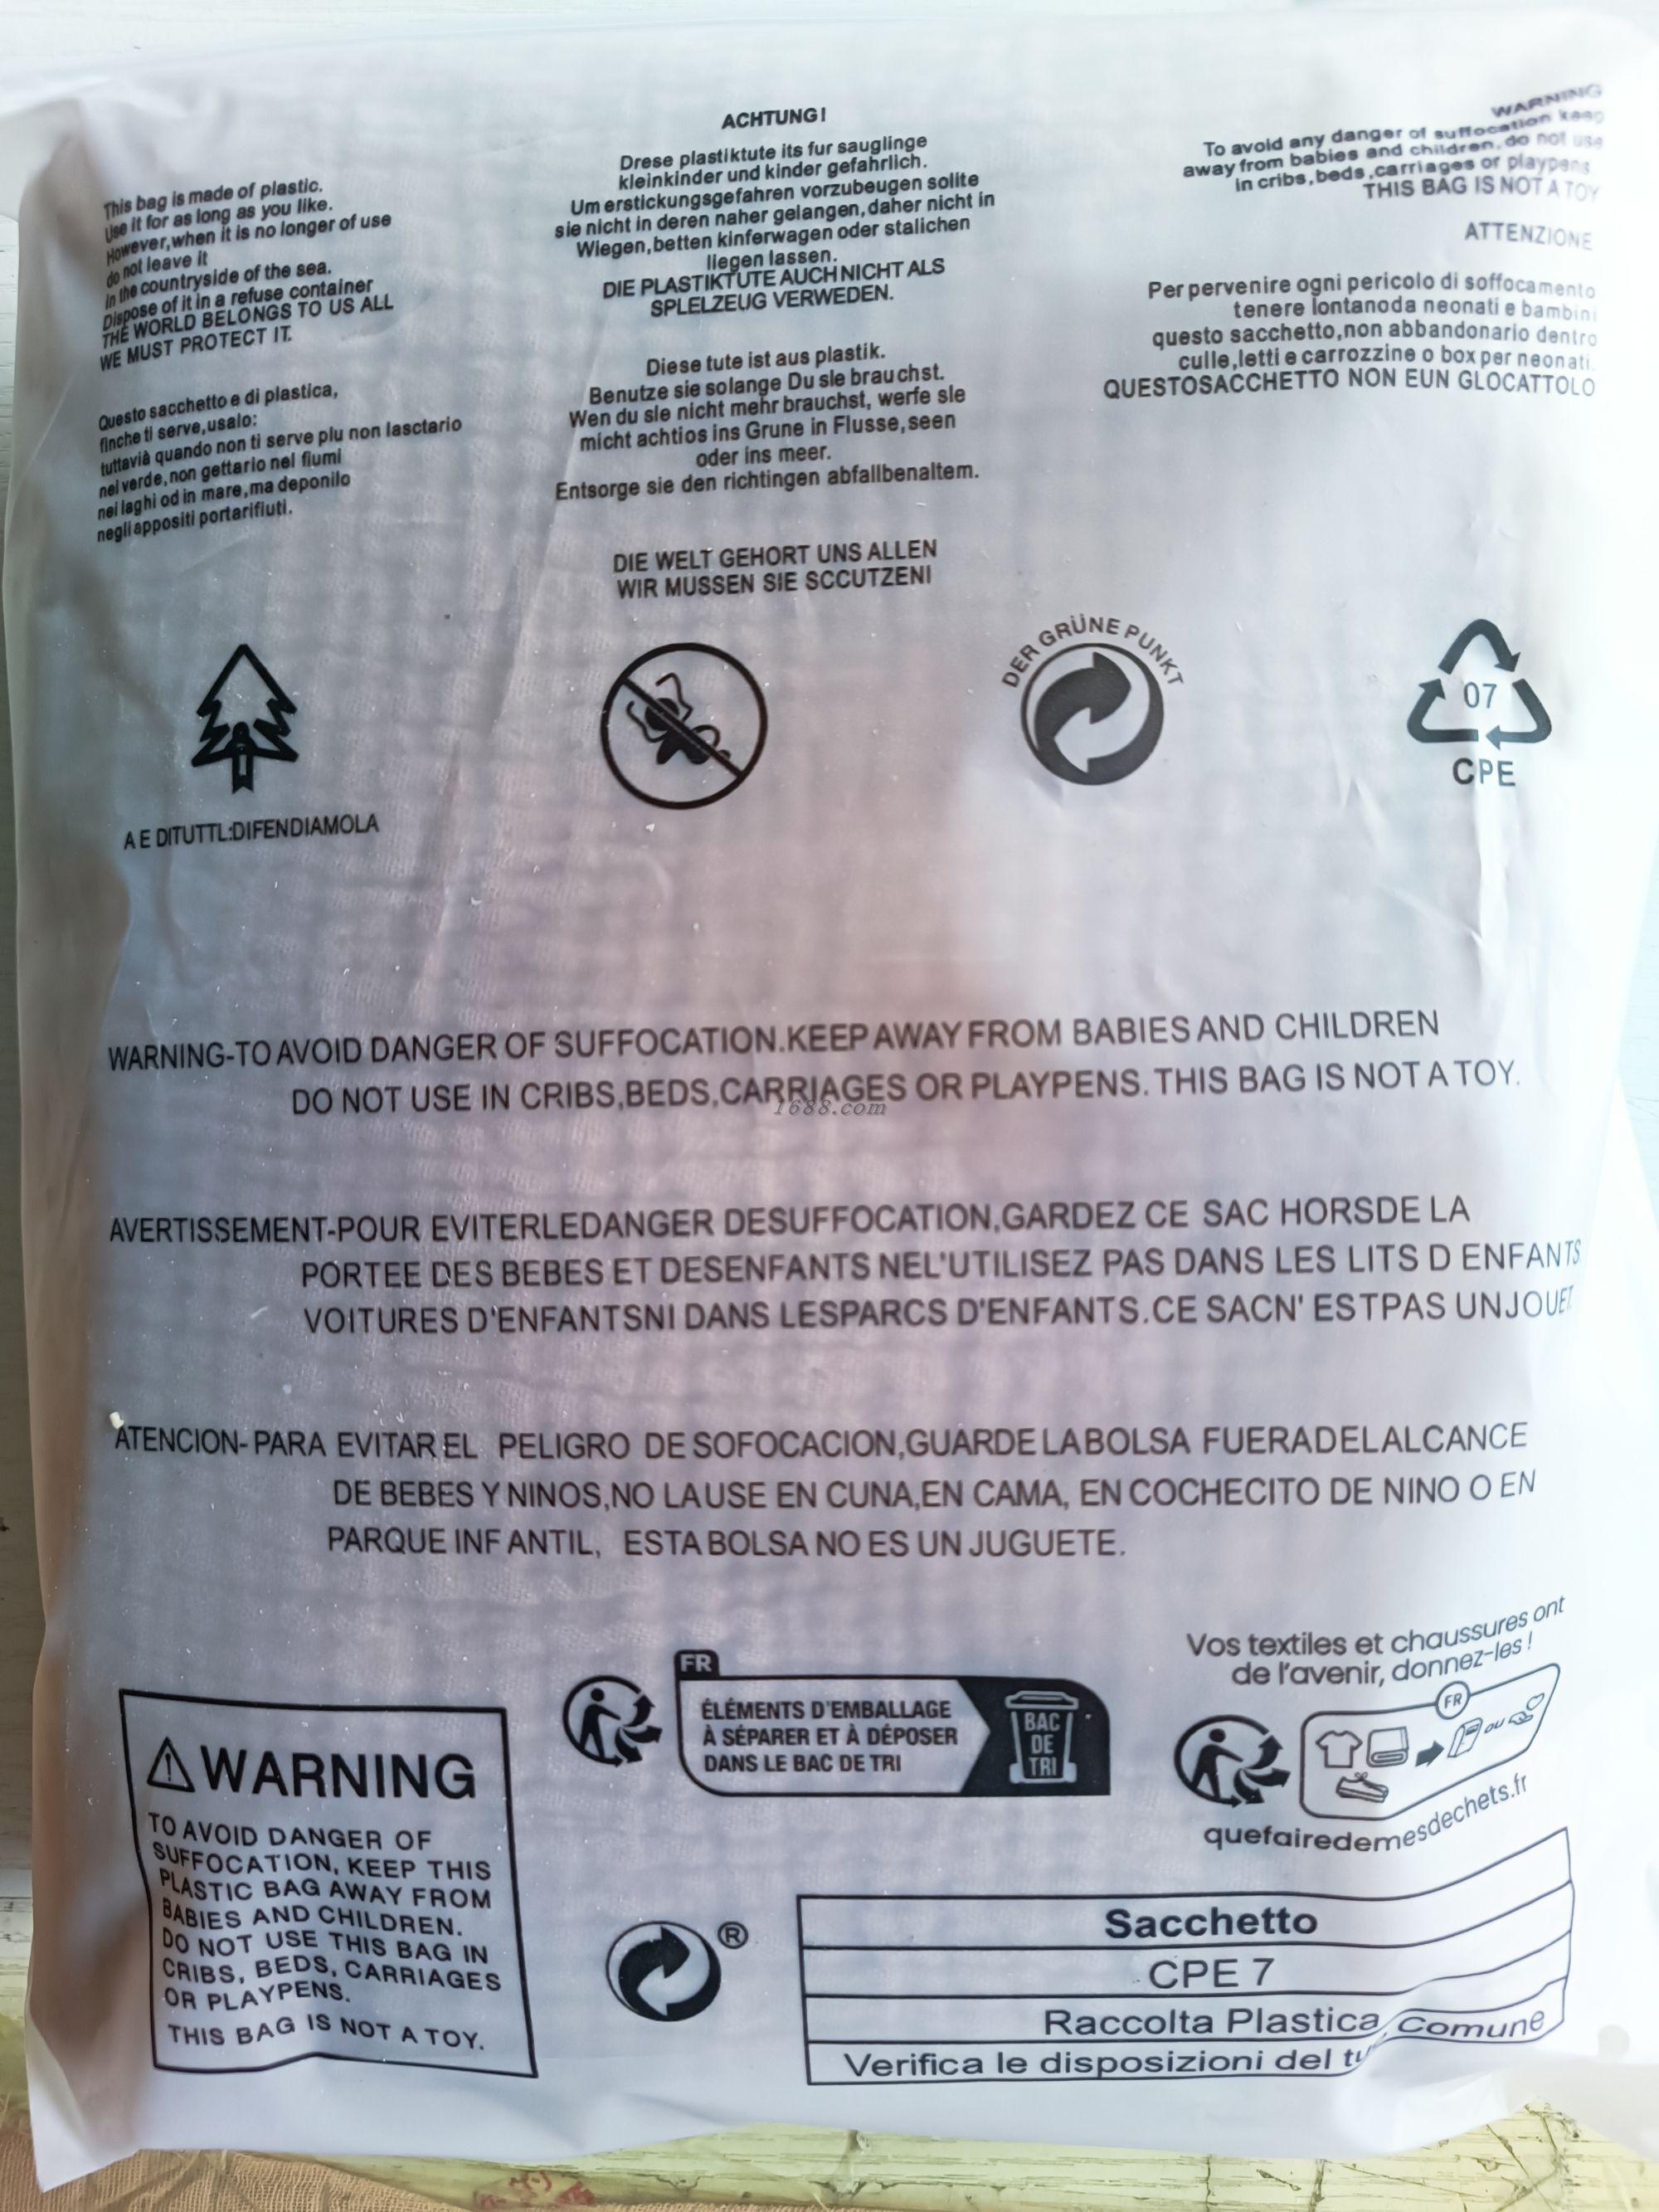 This bag is made of plastic.
Use it for as long as you like.
However,when it is no longer of use
do not leave it
in the countryside of the sea.
Dispose of it in a refuse container
THE WORLD BELONGS TO US ALL
WE MUST PROTECT IT.
Questo sacchetto e di plastica,
finche ti serve,usalo:
tuttavià quando non ti serve plu non lasctario
nel verde,non gettario nel fiumi
nei laghi od in mare,ma deponilo
negli appositi portarifiuti.
ACHTUNG!
Drese plastiktute its fur sauglinge
kleinkinder und kinder gefahrlich.
Um erstickungsgefahren vorzubeugen solite
sie nicht in deren naher gelangen,daher nicht in
Wiegen,betten kinferwagen oder stalichen
llegen lassen.
DIE PLASTIKTUTE AUCH NICHT ALS
SPLELZEUG VERWEDEN.
Diese tute ist aus plastik.
Benutze sie solange Du sle brauchst.
Wen du sle nicht mehr brauchst, werfe sle
micht achtios ins Grune in Flusse,seen
oder ins meer.
Entsorge sie den richtingen abfallbenaltem.
DIE WELT GEHORT UNS ALLEN
WIR MUSSEN SIE SCCUTZENI
WARNING
To avoid any danger of suffocation keep
away from babies and children,do not use
in cribs,beds,carriages or playpens
THIS BAG IS NOT A TOY
ATTENZIONE
Per pervenire ogni pericolo di soffocamento
tenere lontanoda neonati e bambini
questo sacchetto,non abbandonario dentro
culle,letti e carrozzine o box per neonati.
QUESTOSACCHETTO NON EUN GLOCATTOLO
DER GRÜNE PUNKT
07
CPE
A E DITUTTL:DIFENDIAMOLA
WARNING-TO AVOID DANGER OF SUFFOCATION.KEEP AWAY FROM BABIES AND CHILDREN
DO NOT USE IN CRIBS,BEDS,CARRIAGES OR PLAYPENS. THIS BAG IS NOT A TOY.
1688.com
AVERTISSEMENT-POUR EVITERLEDANGER DESUFFOCATION,GARDEZ CE SAC HORSDE LA
PORTEE DES BEBES ET DESENFANTS NEL'UTILISEZ PAS DANS LES LITS D ENFANTS
VOITURES D'ENFANTSNI DANS LESPARCS D'ENFANTS.CE SACN' ESTPAS UNJOUET
ATENCION- PARA EVITAR EL PELIGRO DE SOFOCACION,GUARDE LABOLSA FUERADELALCANCE
DE BEBES Y NINOS,NO LAUSE EN CUNA,EN CAMA, EN COCHECITO DE NINO O EN
PARQUE INF ANTIL, ESTA BOLSA NO ES UN JUGUETE.
WARNING
TO AVOID DANGER OF
SUFFOCATION, KEEP THIS
PLASTIC BAG AWAY FROM
BABIES AND CHILDREN.
DO NOT USE THIS BAG IN
CRIBS, BEDS, CARRIAGES
OR PLAYPENS.
THIS BAG IS NOT A TOY.
FR
ÉLÉMENTS D'EMBALLAGE
À SÉPARER ET À DÉPOSER
DANS LE BAC DE TRI
BAC
DE
TRI
Vos textiles et chaussures ont
de l'avenir, donnez-les !
FR
ou
quefairedemesdechets.fr
®
Sacchetto
CPE 7
Raccolta Plastica Comune
Verifica le disposizioni del